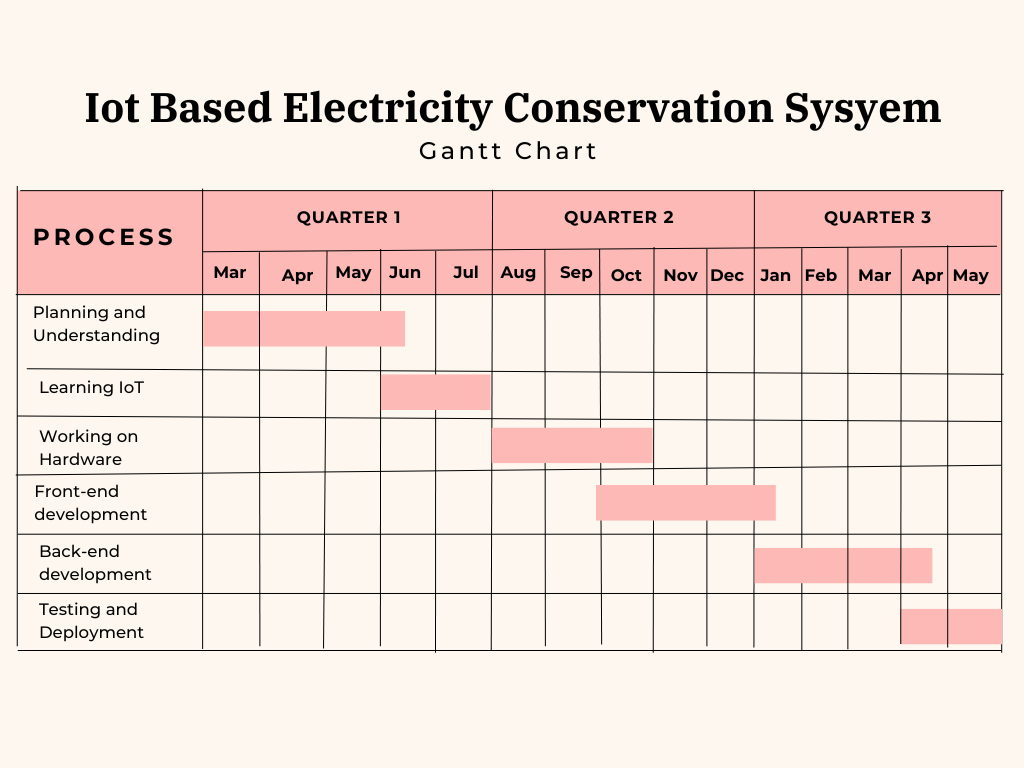 Iot Based Electricity Conservation Sysyem
Gantt Chart
PROCESS
QUARTER 1
QUARTER 2
QUARTER 3
Mar Apr May Jun Jul Aug Sep Oct Nov Dec Jan Feb Mar Apr May
Planning and
Understanding
Learning IoT
Working on
Hardware
Front-end
development
Back-end
development
Testing and
Deployment